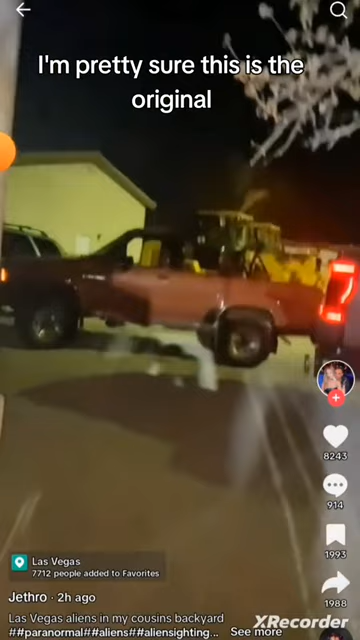 I'm pretty sure this is the
original
8243
914
1993
1988
Las Vegas
7712 people added to Favorites
Jethro · 2h ago
Las Vegas aliens in my cousins backyard
##paranormal##aliens##aliensighting... See more
XRecorder